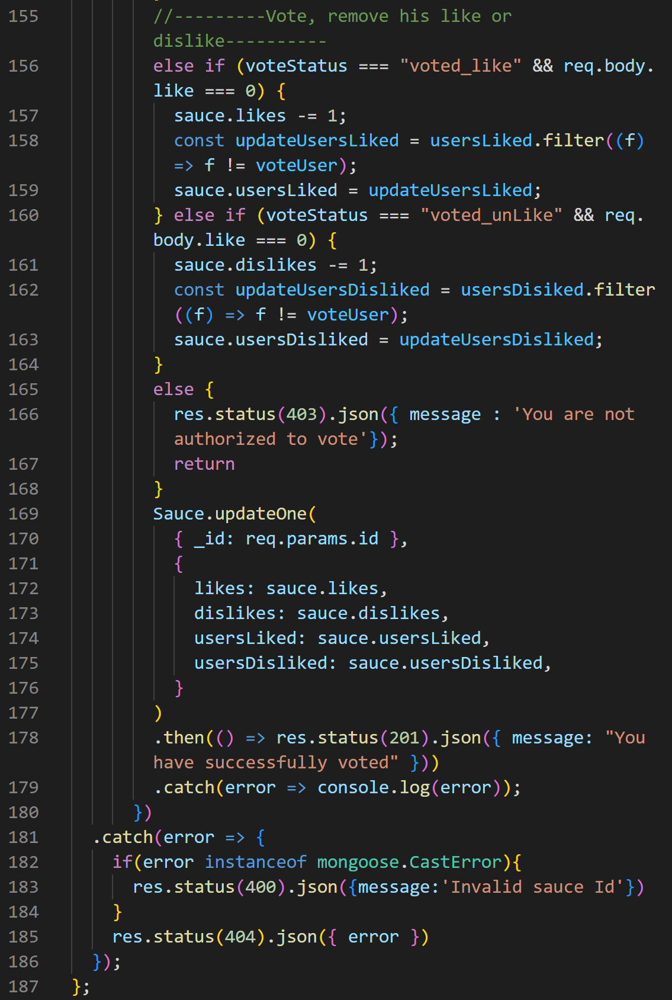 155 //---------Vote, remove his like or
dislike----------
156 else if (voteStatus === "voted_like" && req.body.
like === 0) {
157 sauce.likes -= 1;
158 const updateUsersLiked = usersLiked.filter((f)
=> f != voteUser);
159 sauce.usersLiked = updateUsersLiked;
160 } else if (voteStatus === "voted_unLike" && req.
body.like === 0) {
161 sauce.dislikes -= 1;
162 const updateUsersDisliked = usersDisiked.filter
((f) => f != voteUser);
163 sauce.usersDisliked = updateUsersDisliked;
164 }
165 else {
166 res.status(403).json({ message : 'You are not
authorized to vote'});
167 return
168 }
169 Sauce.updateOne(
170 { _id: req.params.id },
171 {
172 likes: sauce.likes,
173 dislikes: sauce.dislikes,
174 usersLiked: sauce.usersLiked,
175 usersDisliked: sauce.usersDisliked,
176 }
177 )
178 .then(() => res.status(201).json({ message: "You
have successfully voted" }))
179 .catch(error => console.log(error));
180 })
181 .catch(error => {
182 if(error instanceof mongoose.CastError){
183 res.status(400).json({message:'Invalid sauce Id'})
184 }
185 res.status(404).json({ error })
186 });
187 };